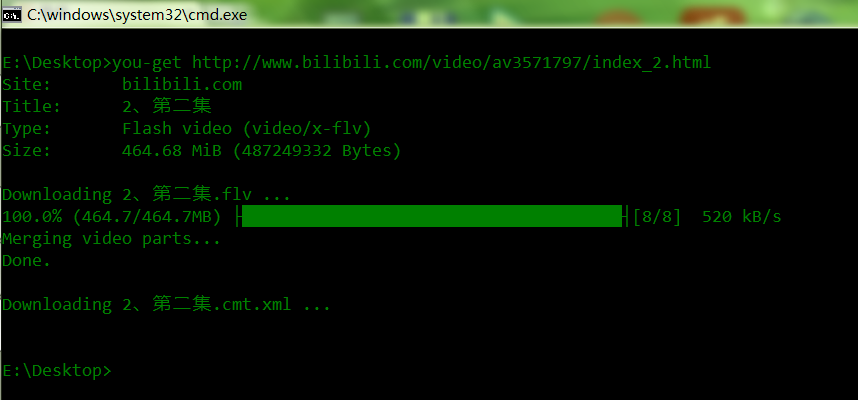 C:\windows\system32\cmd.exe
E:\Desktop>you-get http://www.bilibili.com/video/av3571797/index_2.html
Site: bilibili.com
Title: 2、第二集
Type: Flash video (video/x-flv)
Size: 464.68 MiB (487249332 Bytes)
Downloading 2、第二集.flv ...
100.0% (464.7/464.7MB) ├████████████████████████████████████████┤[8/8] 520 kB/s
Merging video parts...
Done.
Downloading 2、第二集.cmt.xml ...
E:\Desktop>